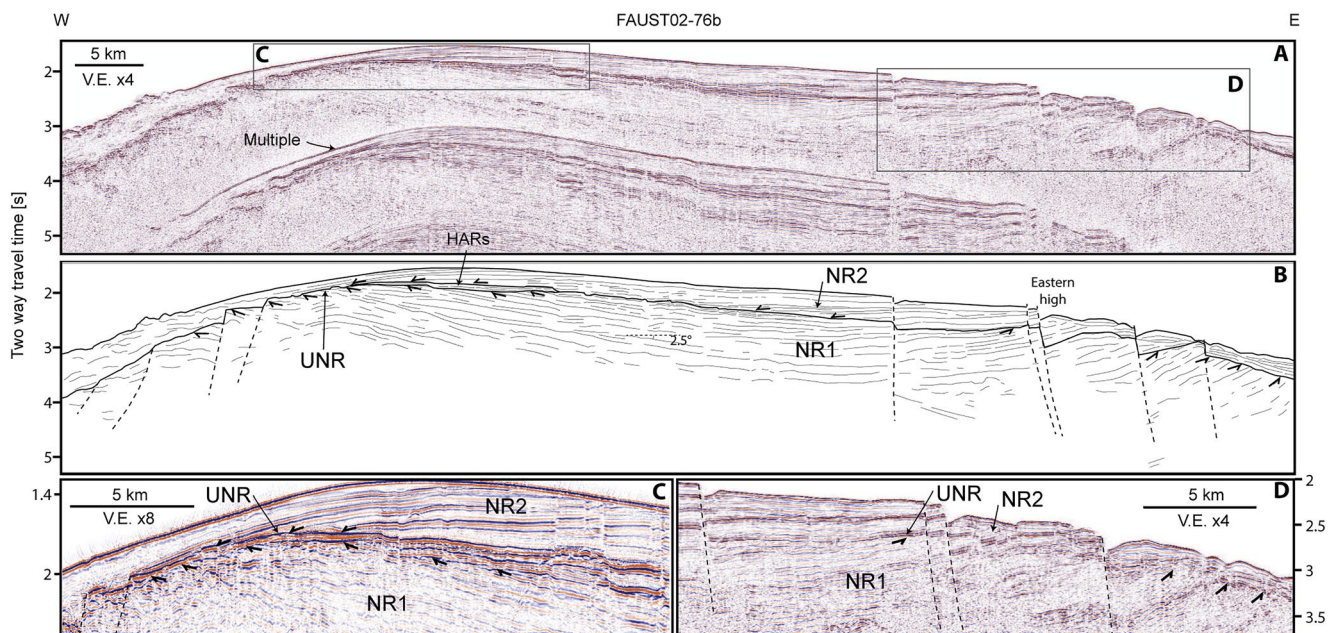 W FAUST02-76b E
5 km
V.E. x4
C
A
D
Multiple
2
3
4
5
Two way travel time [s]
HARs
B
NR2
Eastern
high
UNR
NR1
2.5°
2
3
4
5
5 km
V.E. x8
UNR
C
NR2
NR1
1.4
2
UNR
NR2
5 km
V.E. x4
D
NR1
2
2.5
3
3.5